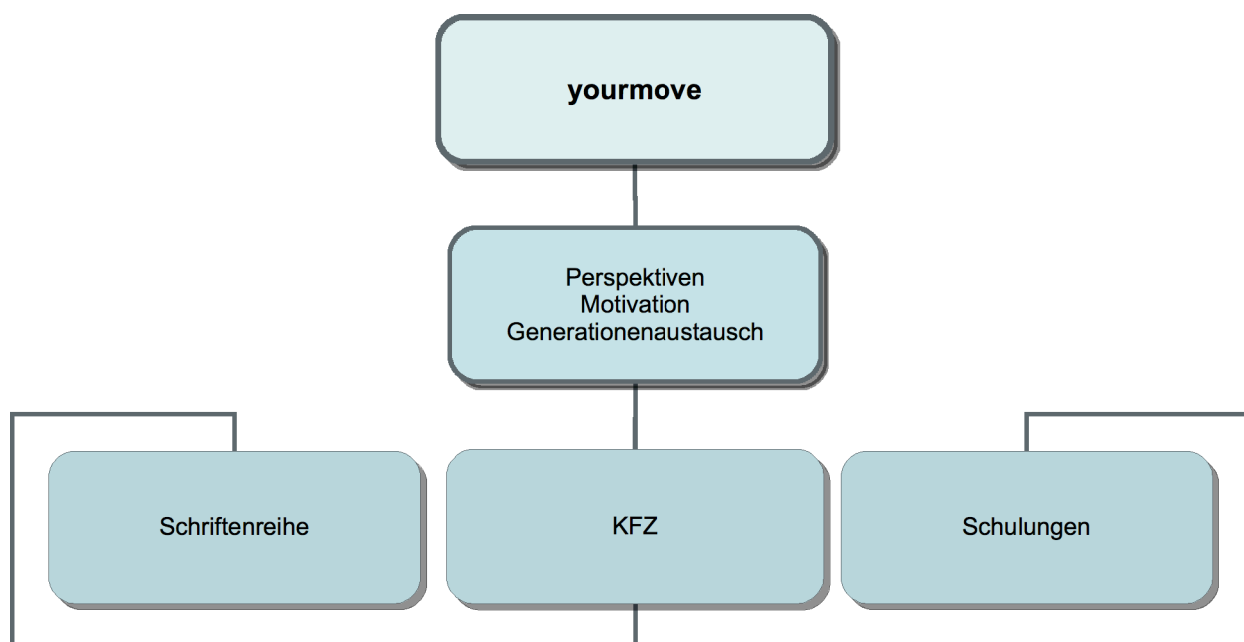 yourmove
Perspektiven
Motivation
Generationenaustausch
Schriftenreihe
KFZ
Schulungen